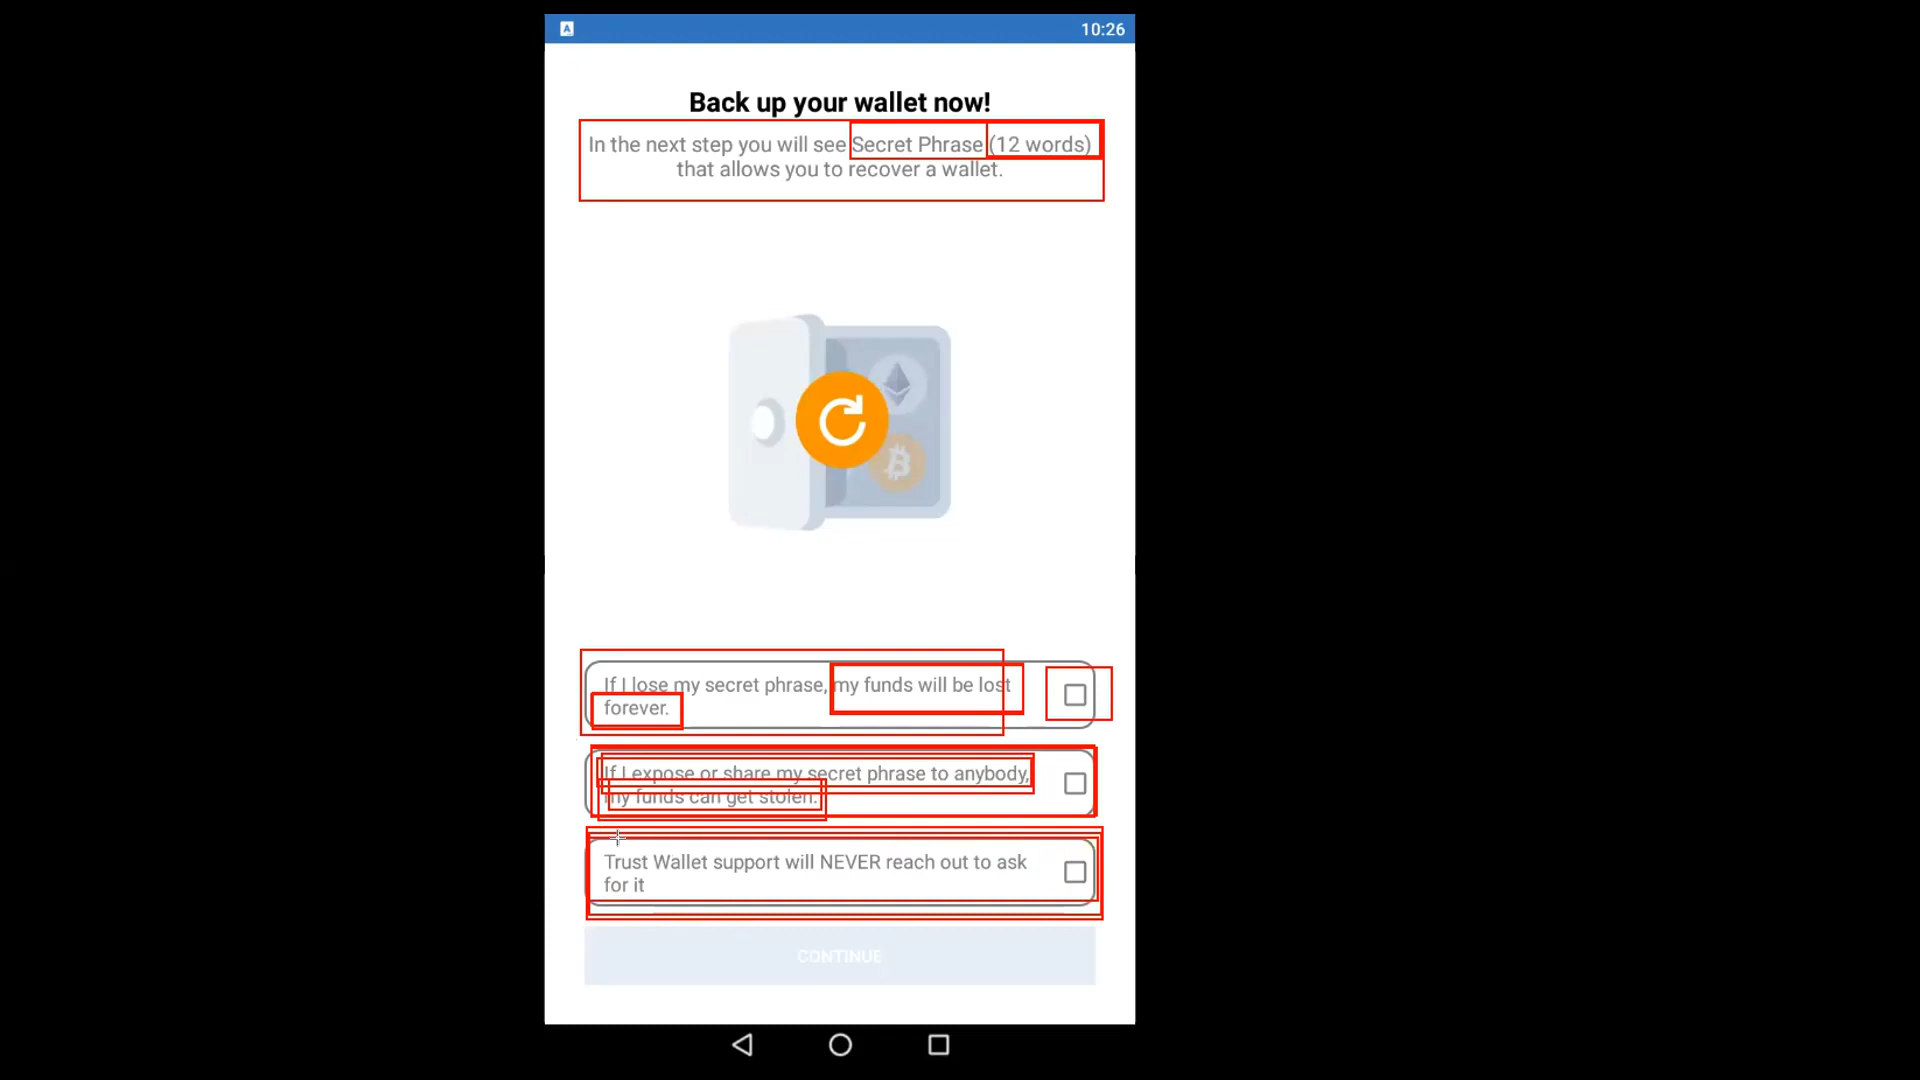 10:26
Back up your wallet now!
In the next step you will see Secret Phrase (12 words)
that allows you to recover a wallet.
If I lose my secret phrase, my funds will be lost
forever.
If I expose or share my secret phrase to anybody,
my funds can get stolen.
Trust Wallet support will NEVER reach out to ask
for it
CONTINUE